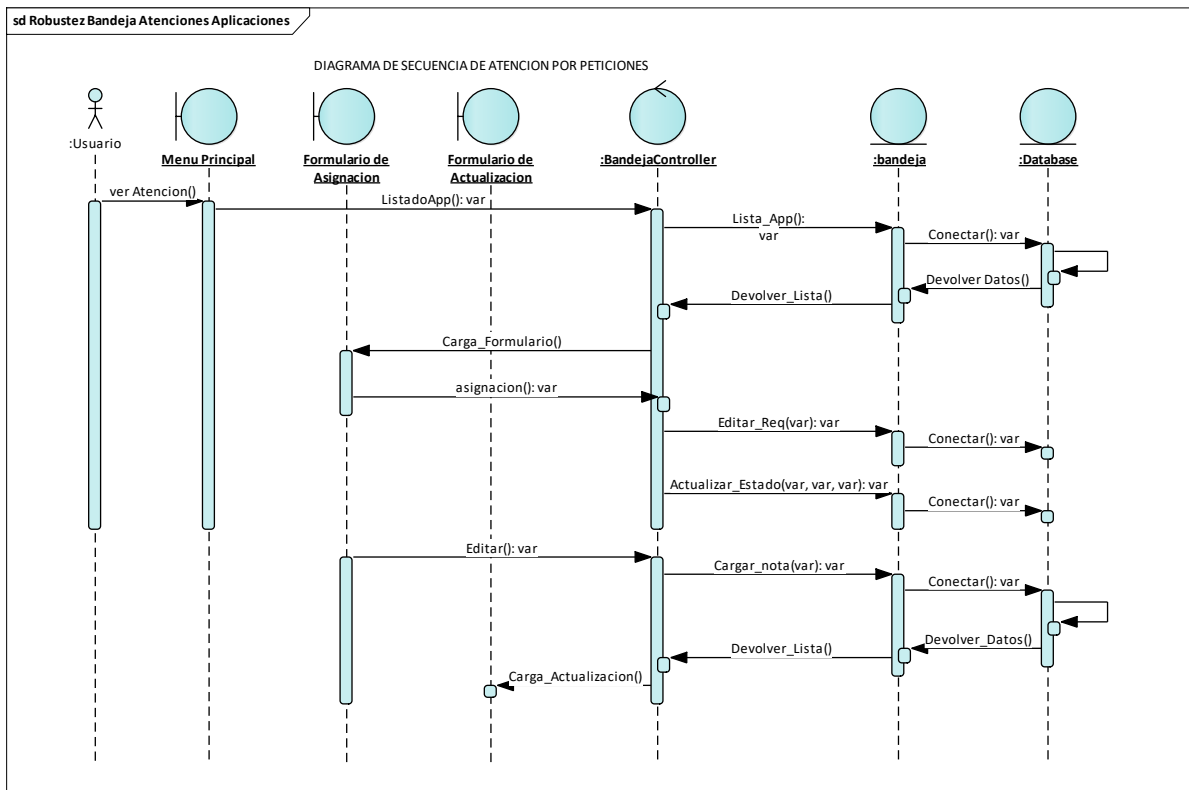 sd Robustez Bandeja Atenciones Aplicaciones
DIAGRAMA DE SECUENCIA DE ATENCION POR PETICIONES
:Usuario
Menu Principal
Formulario de
Asignacion
Formulario de
Actualizacion
:BandejaController
:bandeja
:Database
ver Atencion()
ListadoApp(): var
Lista_App():
var
Conectar(): var
Devolver Datos()
Devolver_Lista()
Carga_Formulario()
asignacion(): var
Editar_Req(var): var
Conectar(): var
Actualizar_Estado(var, var, var): var
Conectar(): var
Editar(): var
Cargar_nota(var): var
Conectar(): var
Devolver_Datos()
Devolver_Lista()
Carga_Actualizacion()